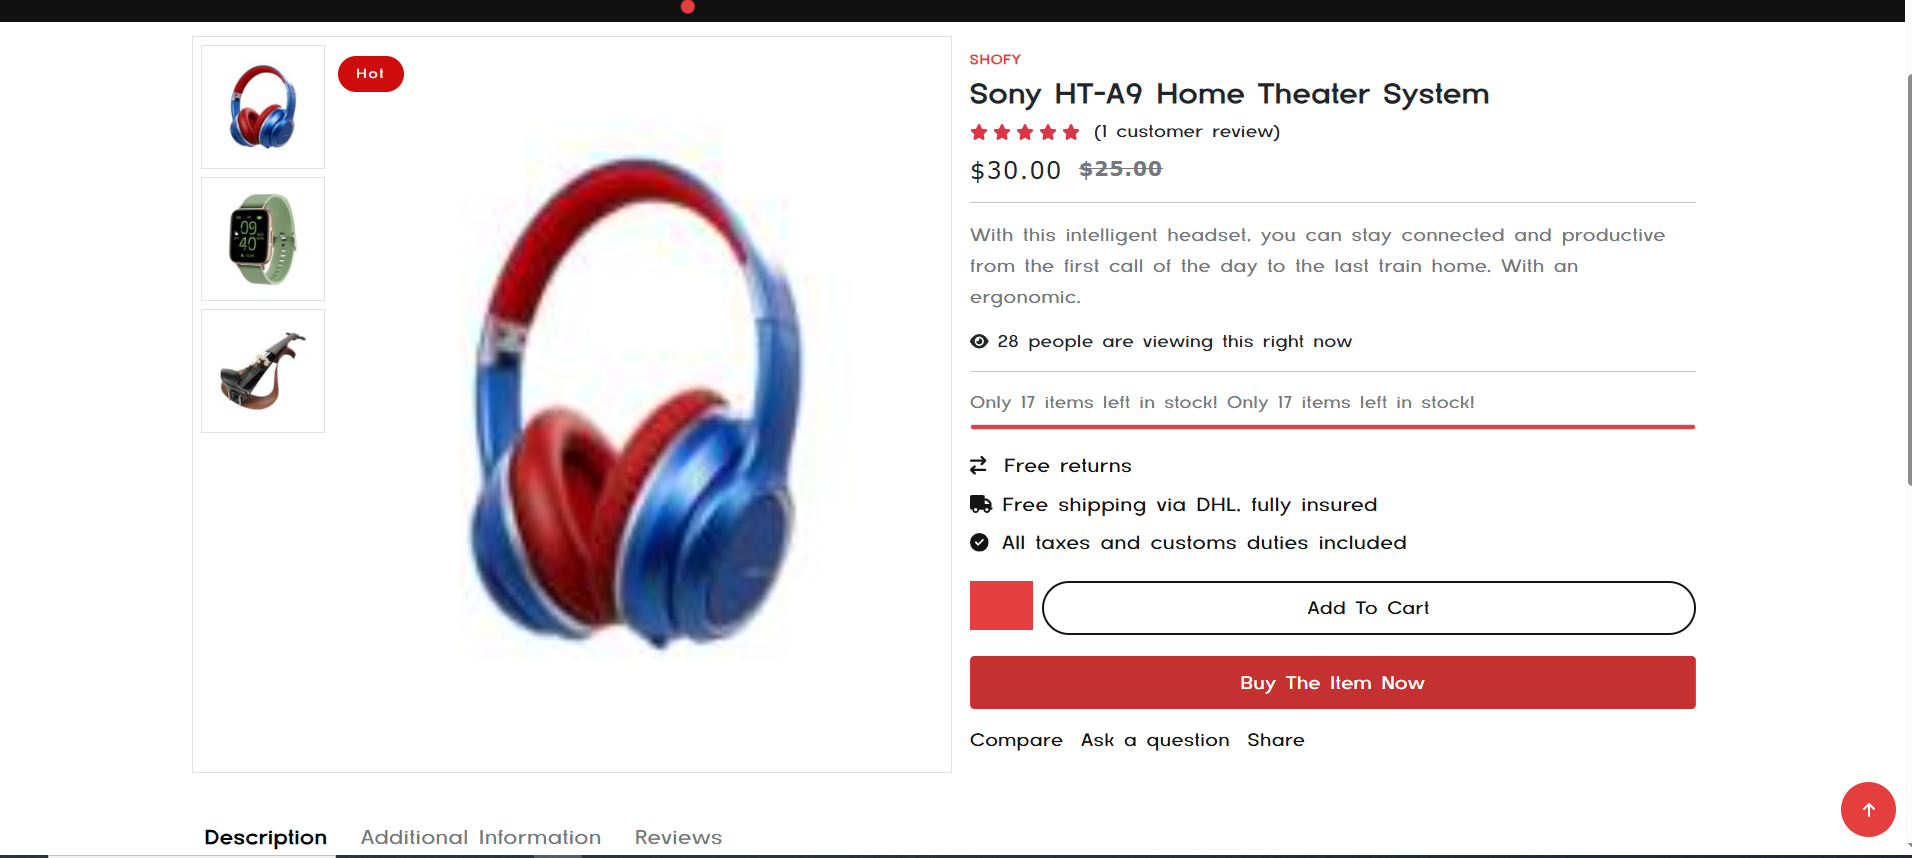 Hot
SHOFY
Sony HT-A9 Home Theater System
(1 customer review)
$30.00 $25.00
With this intelligent headset, you can stay connected and productive
from the first call of the day to the last train home. With an
ergonomic.
28 people are viewing this right now
Only 17 items left in stock! Only 17 items left in stock!
Free returns
Free shipping via DHL, fully insured
All taxes and customs duties included
Add To Cart
Buy The Item Now
Compare Ask a question Share
Description Additional Information Reviews
09
40